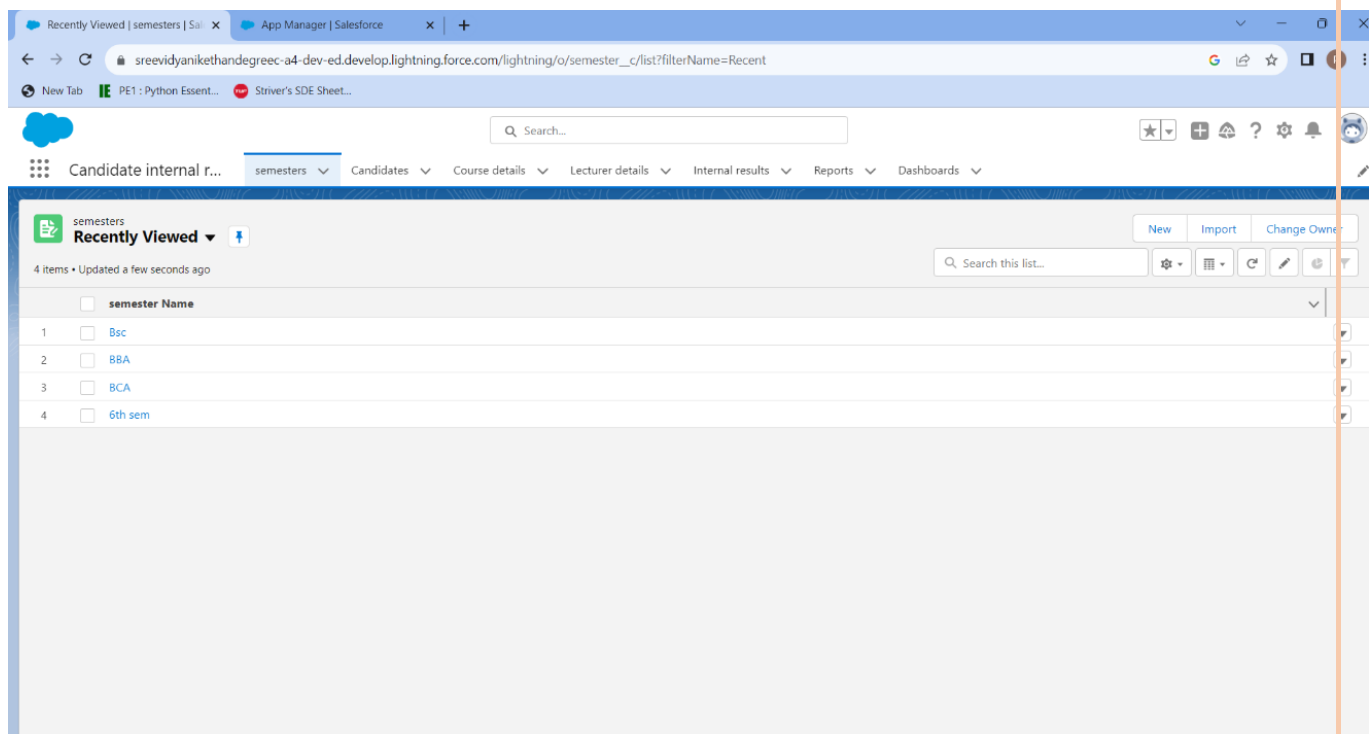 Recently Viewed | semesters | Sal
App Manager | Salesforce
sreevidyanikethandegreec-a4-dev-ed.develop.lightning.force.com/lightning/o/semester__c/list?filterName=Recent
New Tab PE1 : Python Essent... Striver's SDE Sheet...
Search...
Candidate internal r... semesters Candidates Course details Lecturer details Internal results Reports Dashboards
semesters
Recently Viewed
New Import Change Owner
4 items • Updated a few seconds ago
Search this list...
semester Name
1 Bsc
2 BBA
3 BCA
4 6th sem